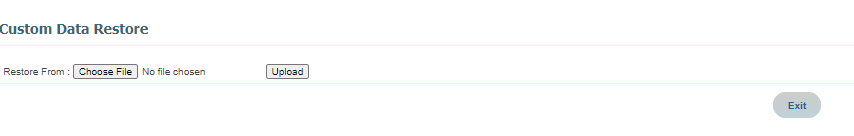 Custom Data Restore
Restore From : Choose File No file chosen Upload
Exit